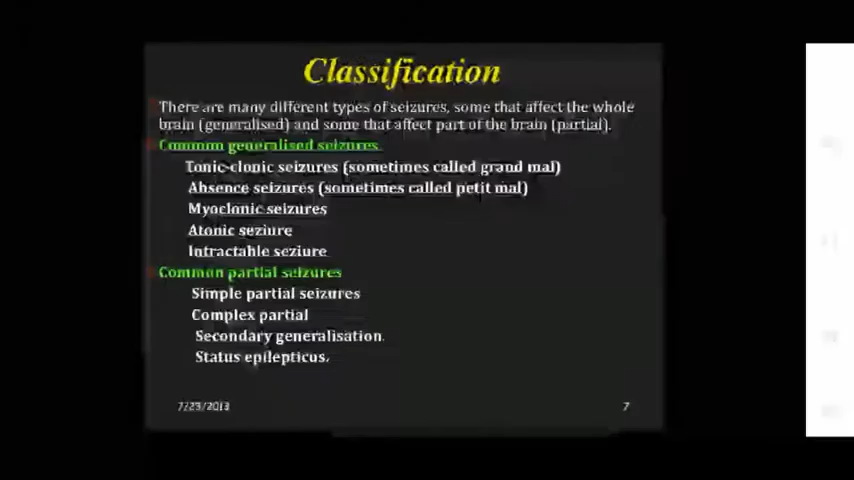 Classification
There are many different types of seizures, some that affect the whole
brain (generalised) and some that affect part of the brain (partial).
Common generalised seizures
Tonic-clonic seizures (sometimes called grand mal)
Absence seizures (sometimes called petit mal)
Myoclonic seizures
Atonic seziure
Intractable seziure
Common partial seizures
Simple partial seizures
Complex partial
Secondary generalisation.
Status epilepticus.
7/23/2013
7